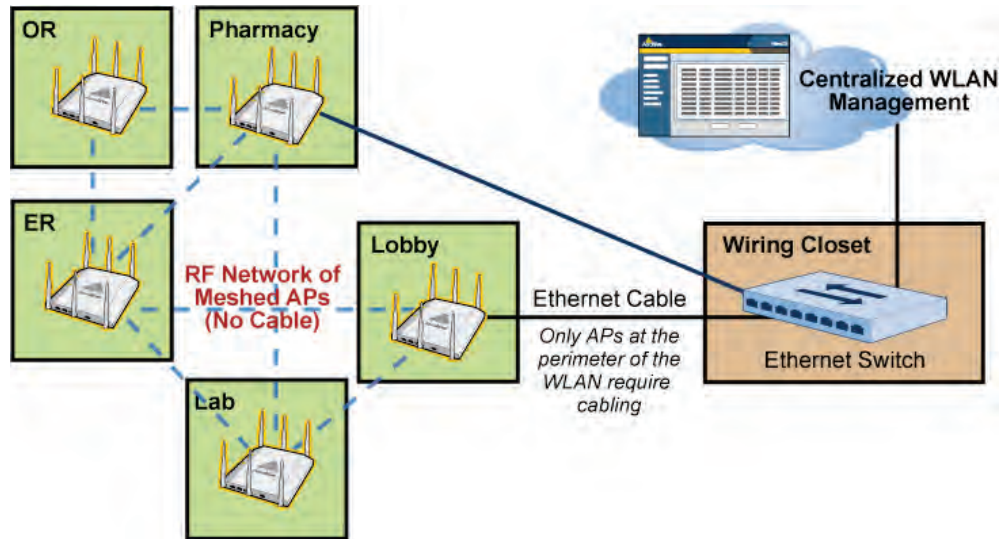 OR
Pharmacy
Centralized WLAN
Management
ER
Lobby
Wiring Closet
RF Network of
Meshed APs
(No Cable)
Ethernet Cable
Only APs at the
perimeter of the
WLAN require
cabling
Ethernet Switch
Lab